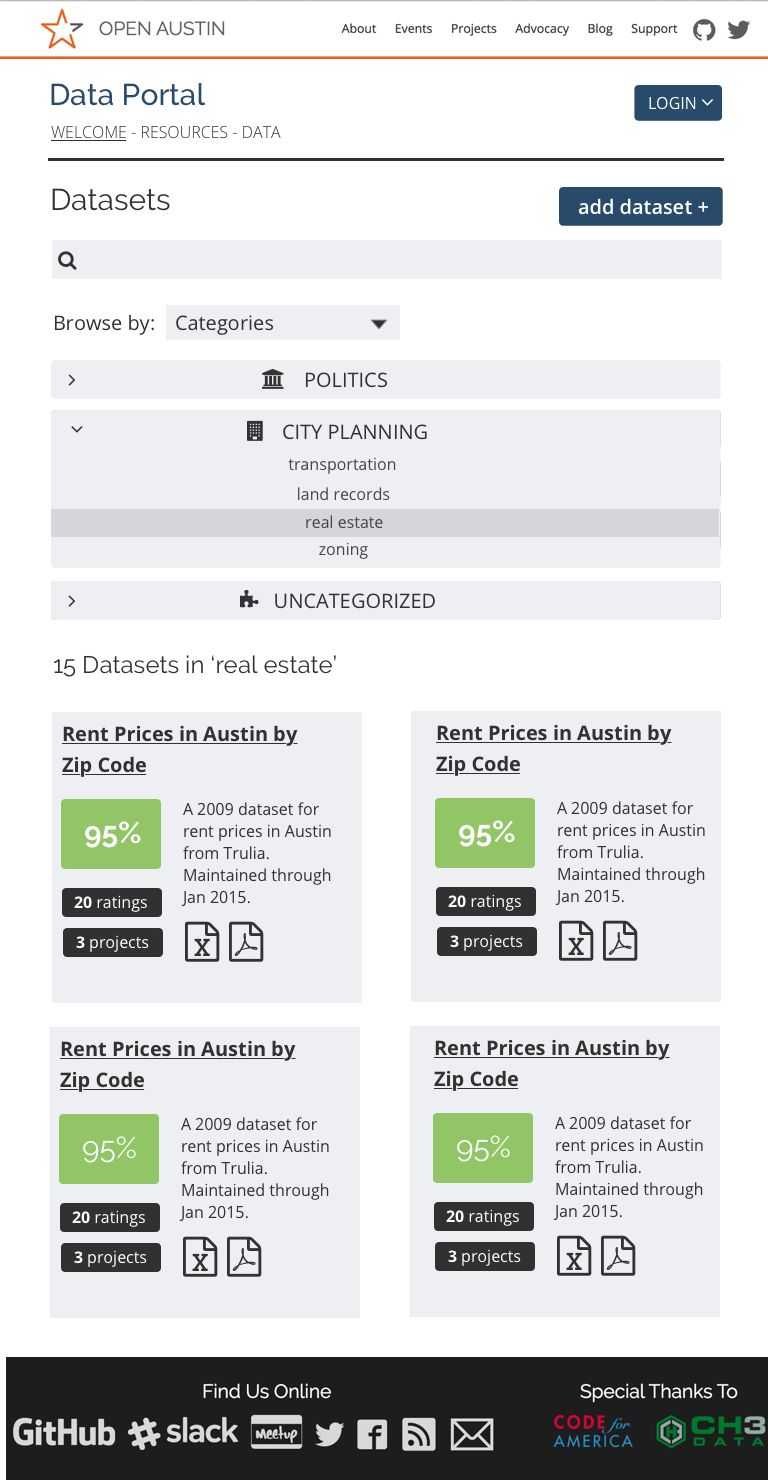 OPEN AUSTIN
About Events Projects Advocacy Blog Support
Data Portal
LOGIN
WELCOME - RESOURCES - DATA
Datasets
add dataset +
Browse by: Categories
POLITICS
CITY PLANNING
transportation
land records
real estate
zoning
UNCATEGORIZED
15 Datasets in ‘real estate’
Rent Prices in Austin by
Zip Code
95%
20 ratings
3 projects
A 2009 dataset for
rent prices in Austin
from Trulia.
Maintained through
Jan 2015.
X
Rent Prices in Austin by
Zip Code
95%
20 ratings
3 projects
A 2009 dataset for
rent prices in Austin
from Trulia.
Maintained through
Jan 2015.
X
Rent Prices in Austin by
Zip Code
95%
20 ratings
3 projects
A 2009 dataset for
rent prices in Austin
from Trulia.
Maintained through
Jan 2015.
X
Rent Prices in Austin by
Zip Code
95%
20 ratings
3 projects
A 2009 dataset for
rent prices in Austin
from Trulia.
Maintained through
Jan 2015.
X
Find Us Online
GitHub slack Meetup
Special Thanks To
CODE for
AMERICA
CH3
DATA